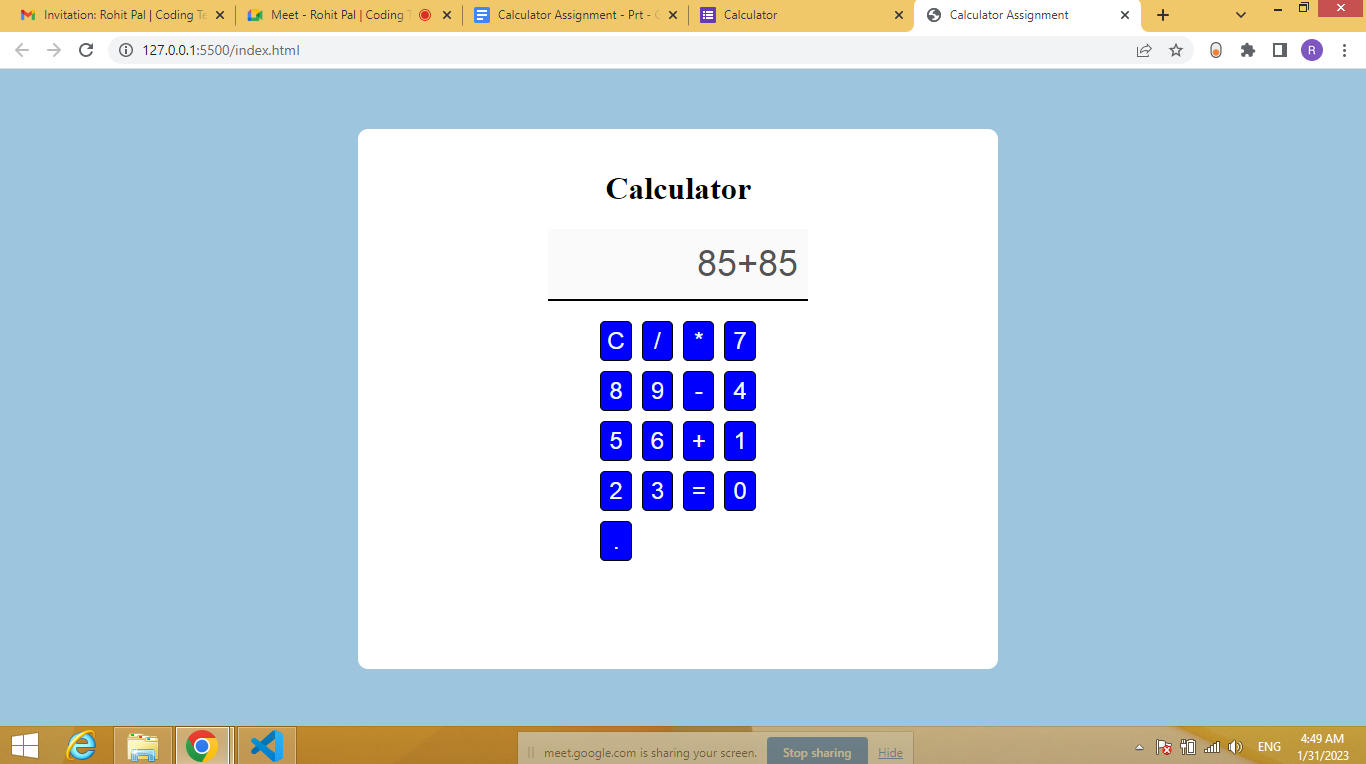 Invitation: Rohit Pal | Coding Te
Meet - Rohit Pal | Coding T
Calculator Assignment - Prt - G
Calculator
Calculator Assignment
127.0.0.1:5500/index.html
R
Calculator
85+85
C / * 7
8 9 - 4
5 6 + 1
2 3 = 0
.
meet.google.com is sharing your screen. Stop sharing Hide
ENG
4:49 AM
1/31/2023